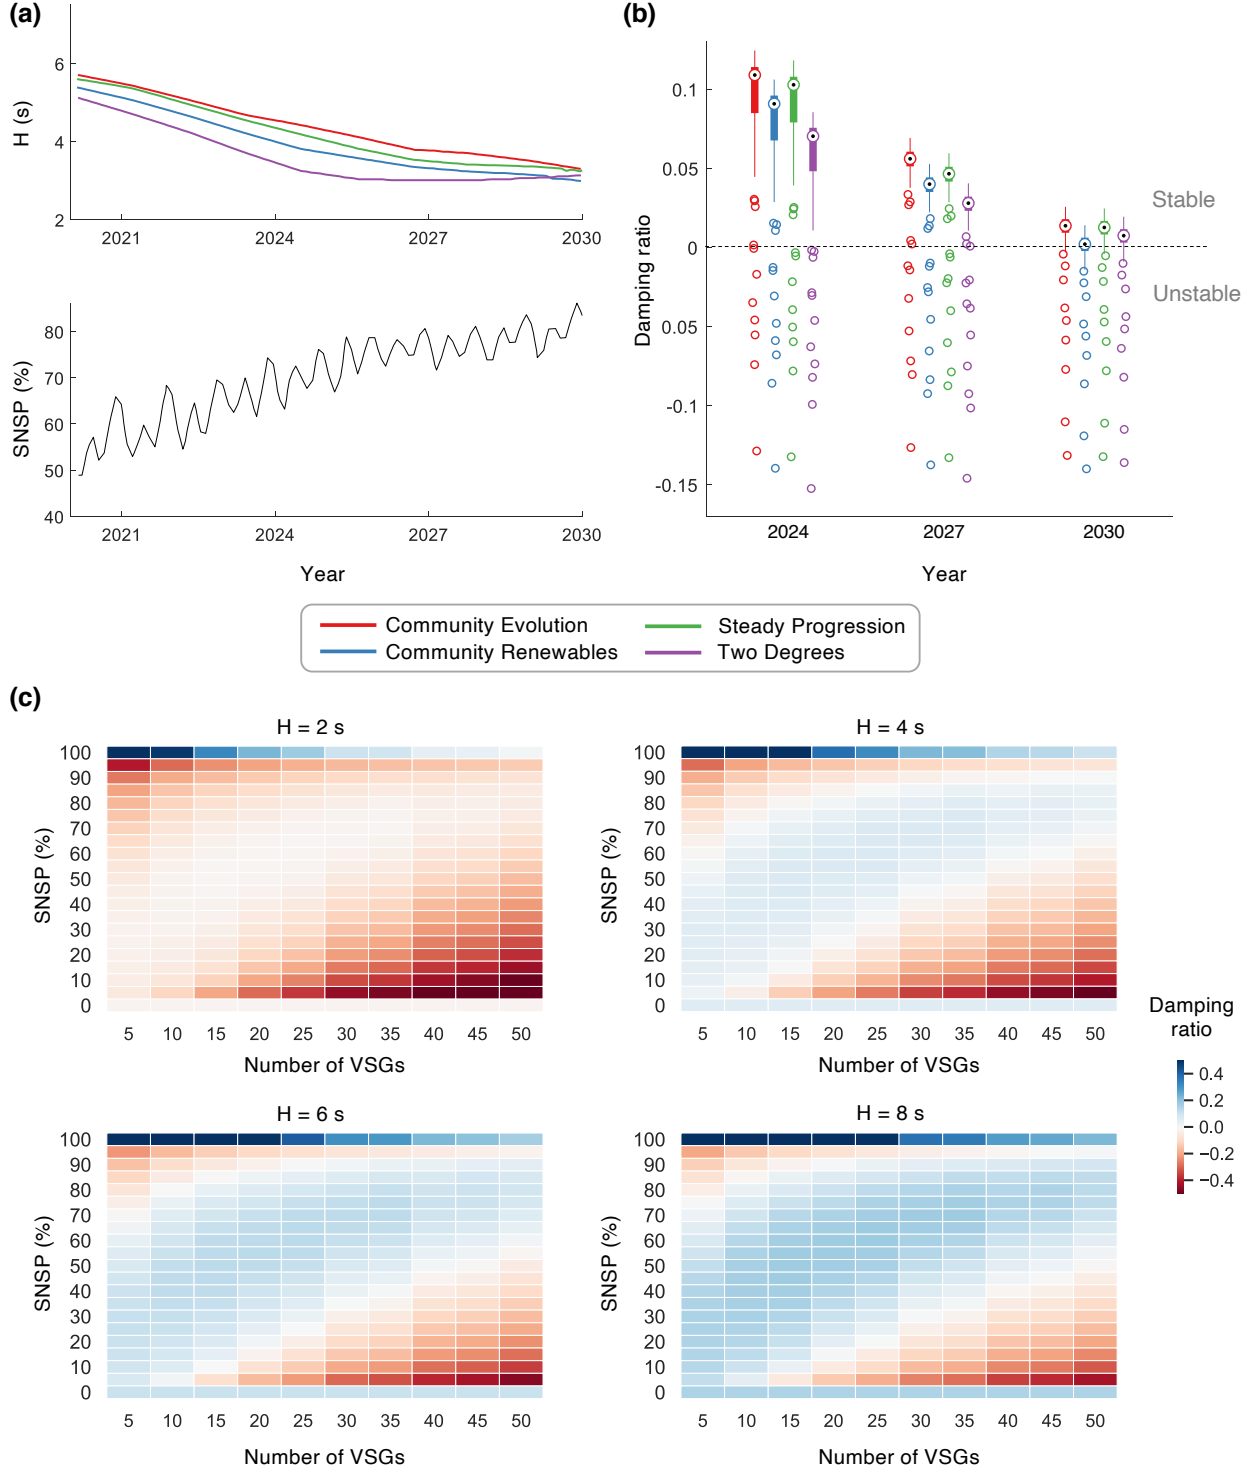 (a)
H (s)
6
4
2
2021 2024 2027 2030
SNSP (%)
80
70
60
50
40
2021 2024 2027 2030
Year
(b)
Damping ratio
0.1
0.05
0
0.05
-0.1
-0.15
Stable
Unstable
2024 2027 2030
Year
Community Evolution
Steady Progression
Community Renewables
Two Degrees
(c)
H = 2 s
SNSP (%)
100
90
80
70
60
50
40
30
20
10
0
5 10 15 20 25 30 35 40 45 50
Number of VSGs
H = 4 s
SNSP (%)
100
90
80
70
60
50
40
30
20
10
0
5 10 15 20 25 30 35 40 45 50
Number of VSGs
Damping
ratio
0.4
0.2
0.0
−0.2
−0.4
H = 6 s
SNSP (%)
100
90
80
70
60
50
40
30
20
10
0
5 10 15 20 25 30 35 40 45 50
Number of VSGs
H = 8 s
SNSP (%)
100
90
80
70
60
50
40
30
20
10
0
5 10 15 20 25 30 35 40 45 50
Number of VSGs